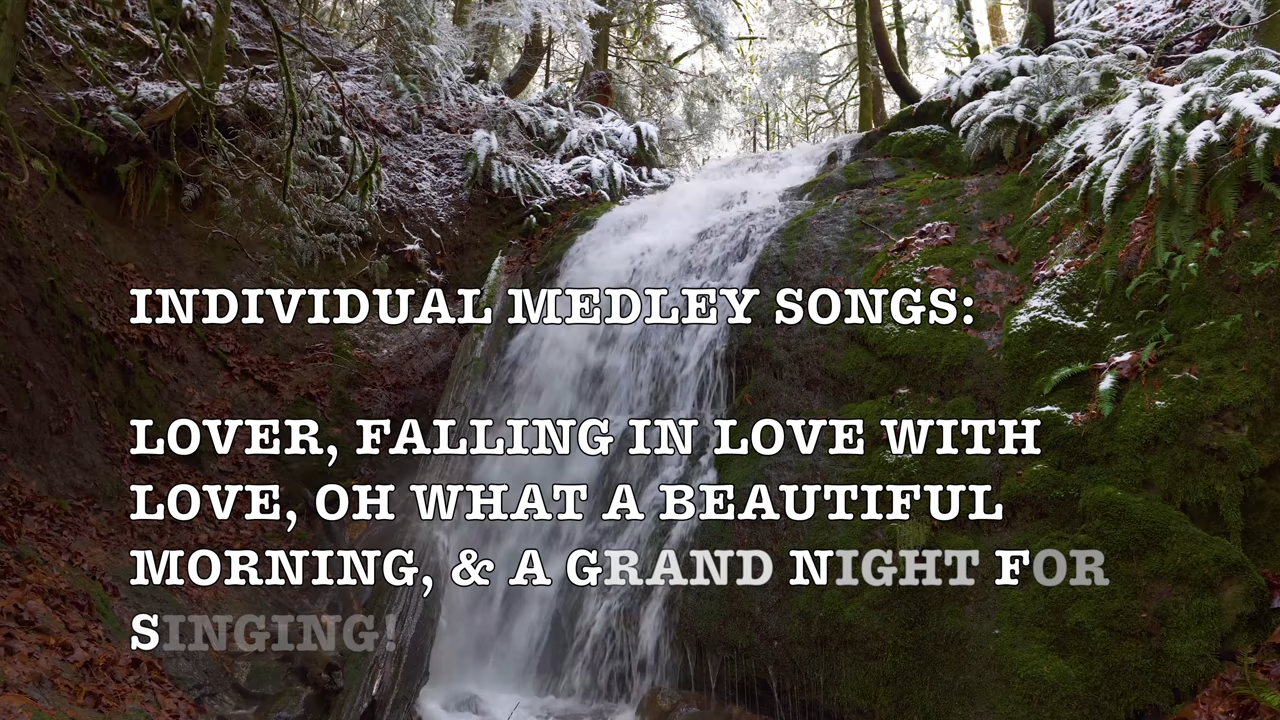 INDIVIDUAL MEDLEY SONGS:
LOVER, FALLING IN LOVE WITH
LOVE, OH WHAT A BEAUTIFUL
MORNING, & A GRAND NIGHT FOR
SINGING!